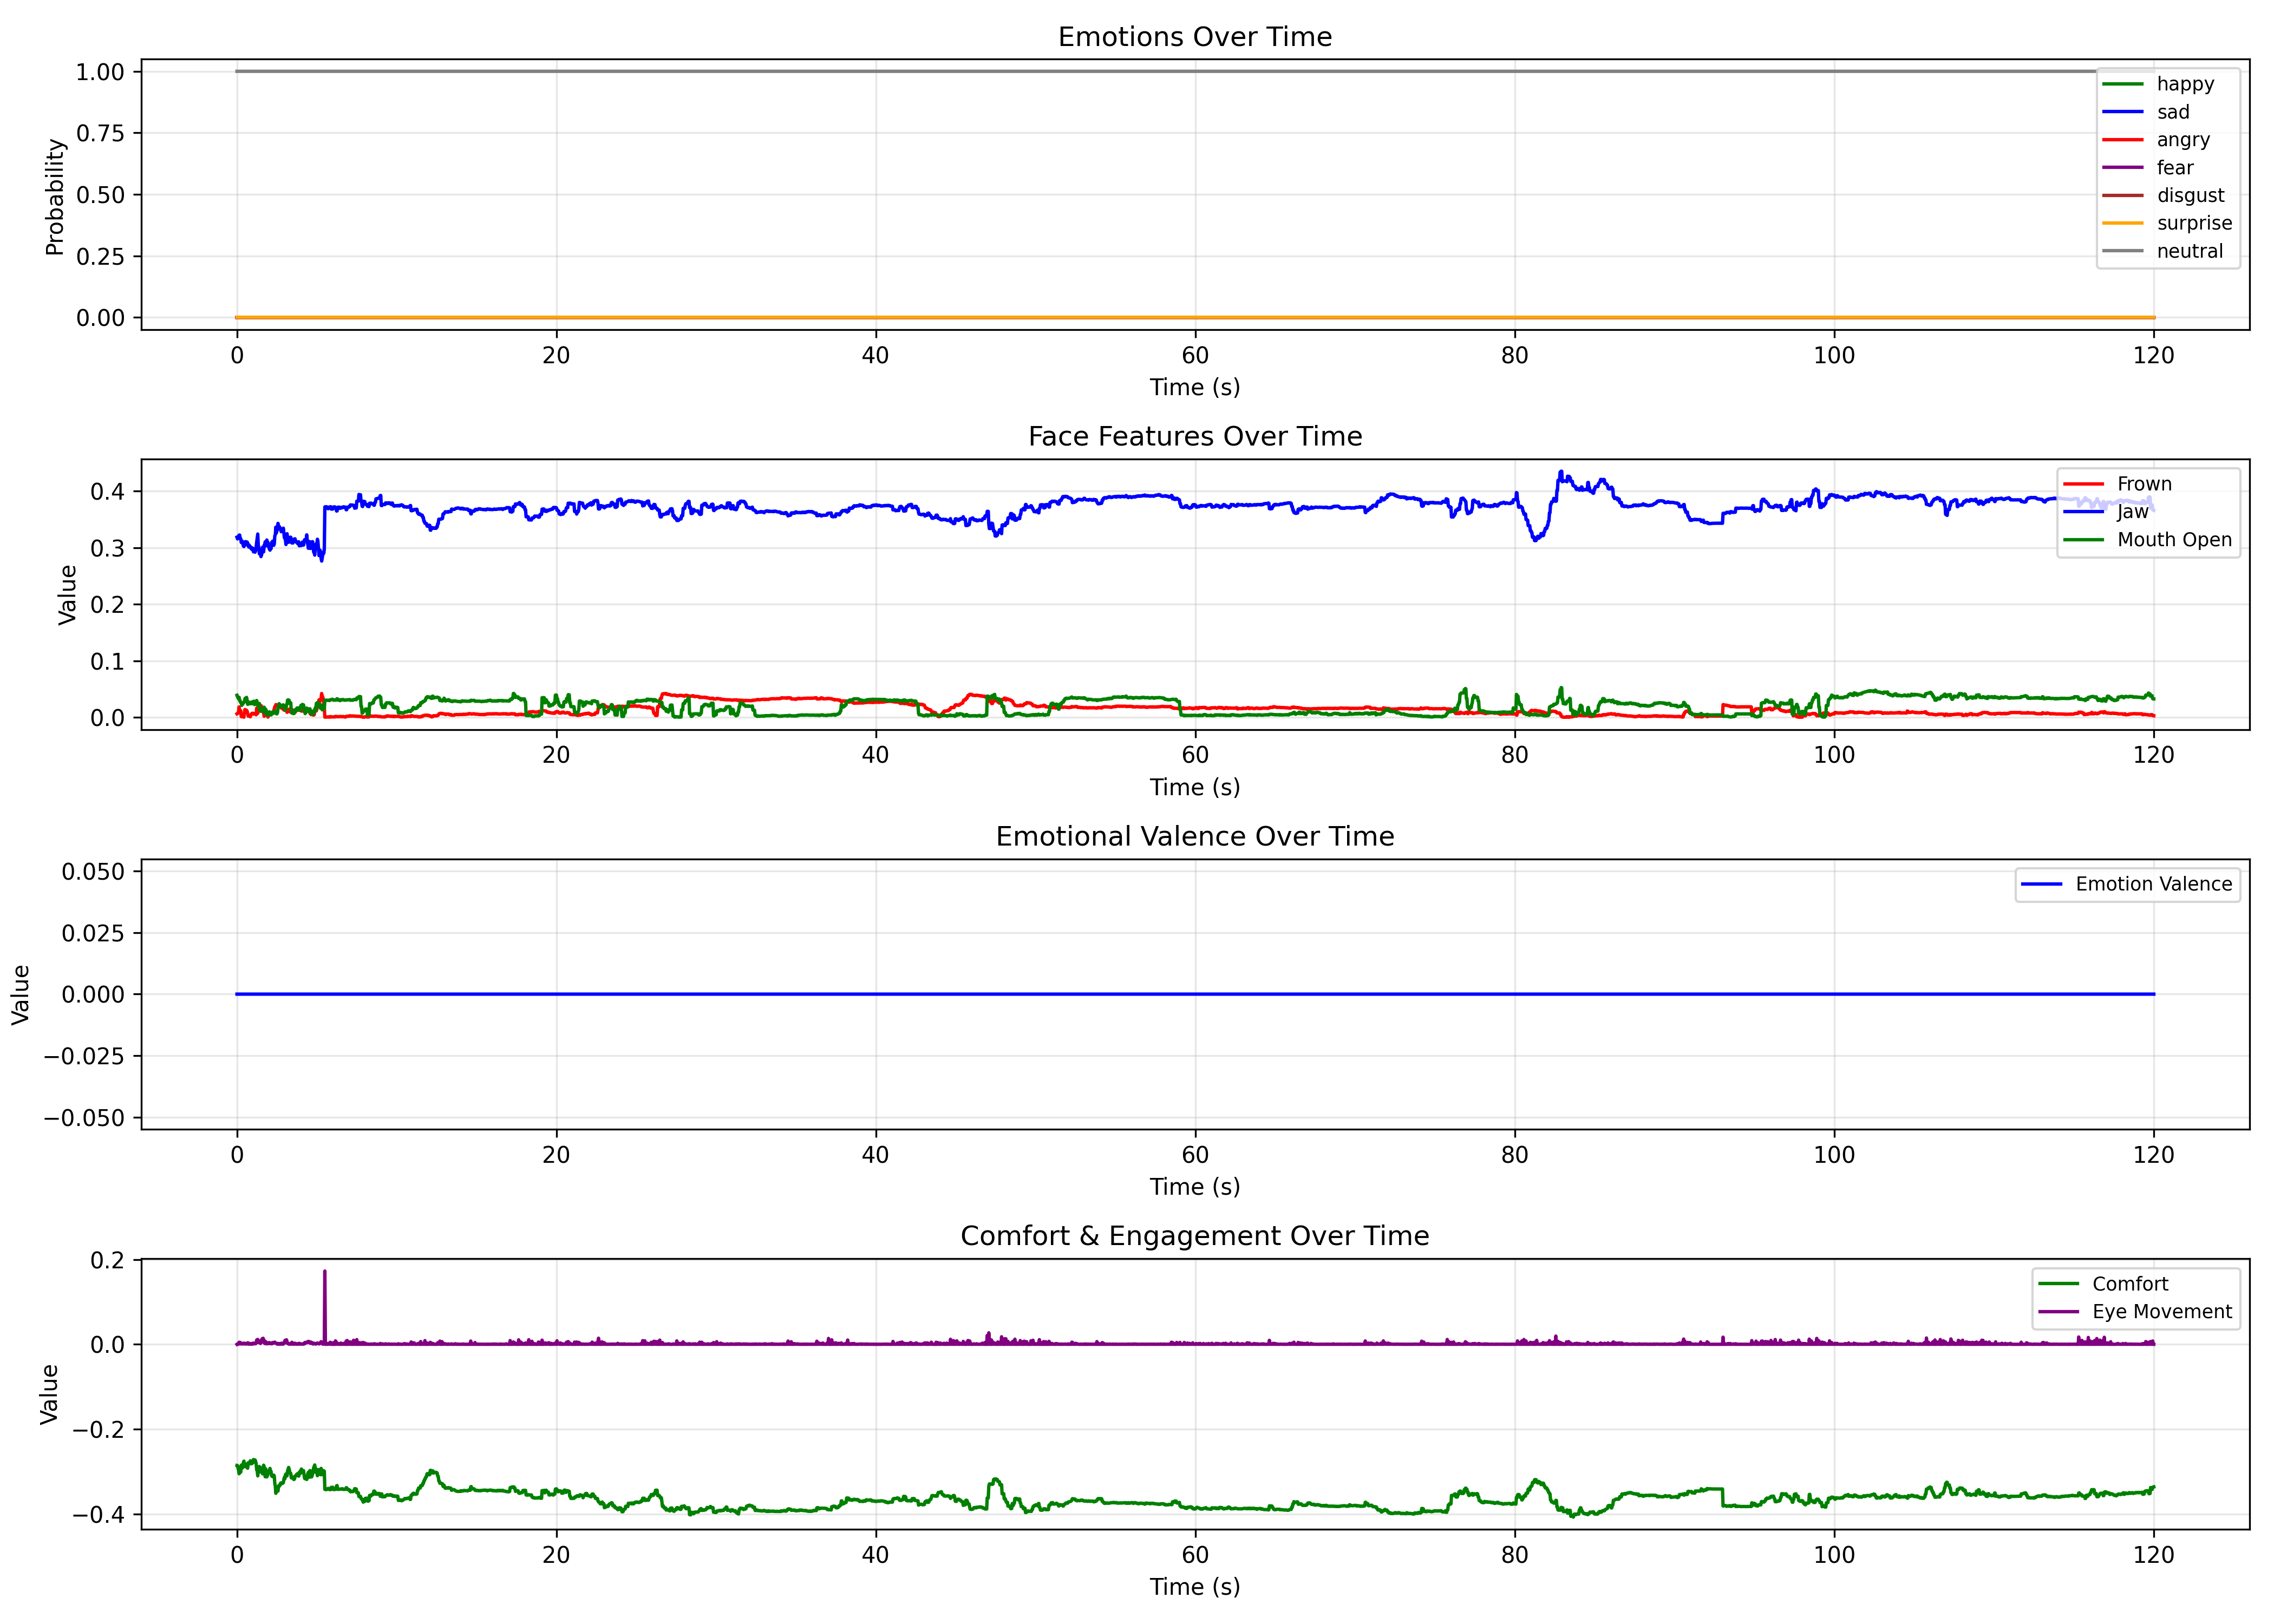 Emotions Over Time
1.00
0.75
0.50
0.25
0.00
Probability
happy
sad
angry
fear
disgust
surprise
neutral
0 20 40 60 80 100 120
Time (s)
Face Features Over Time
0.4
0.3
0.2
0.1
0.0
Value
Frown
Jaw
Mouth Open
0 20 40 60 80 100 120
Time (s)
Emotional Valence Over Time
0.050
0.025
0.000
−0.025
−0.050
Value
Emotion Valence
0 20 40 60 80 100 120
Time (s)
Comfort & Engagement Over Time
0.2
0.0
−0.2
−0.4
Value
Comfort
Eye Movement
0 20 40 60 80 100 120
Time (s)